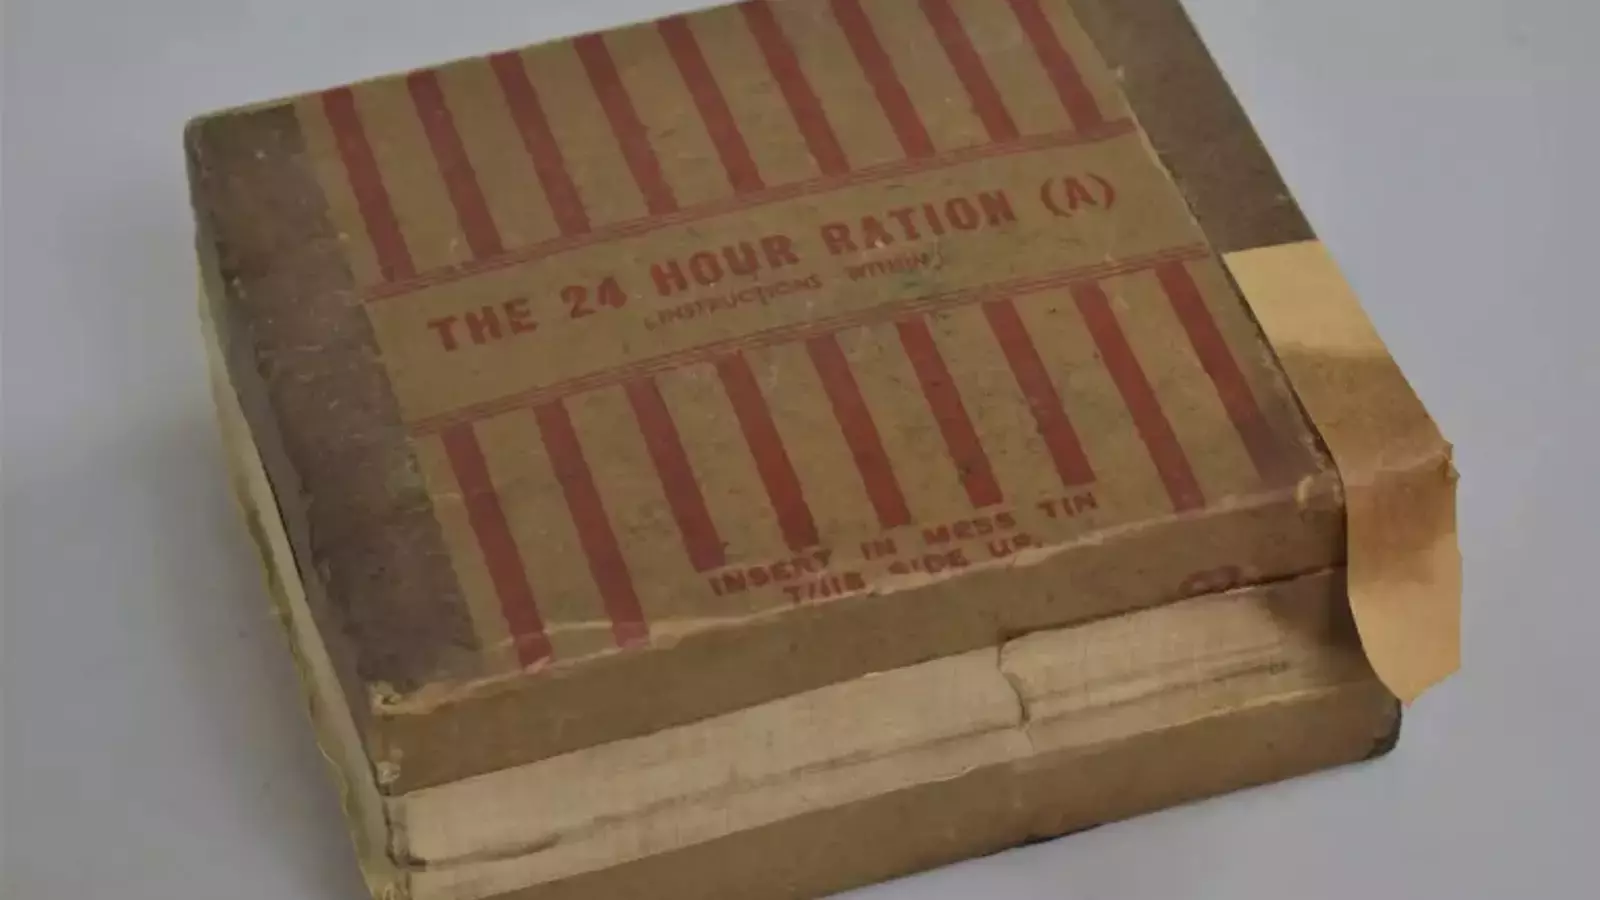 THE 24 HOUR RATION (A)
(INSTRUCTIONS WITHIN)
INSERT IN MESS TIN
THIS SIDE UP.